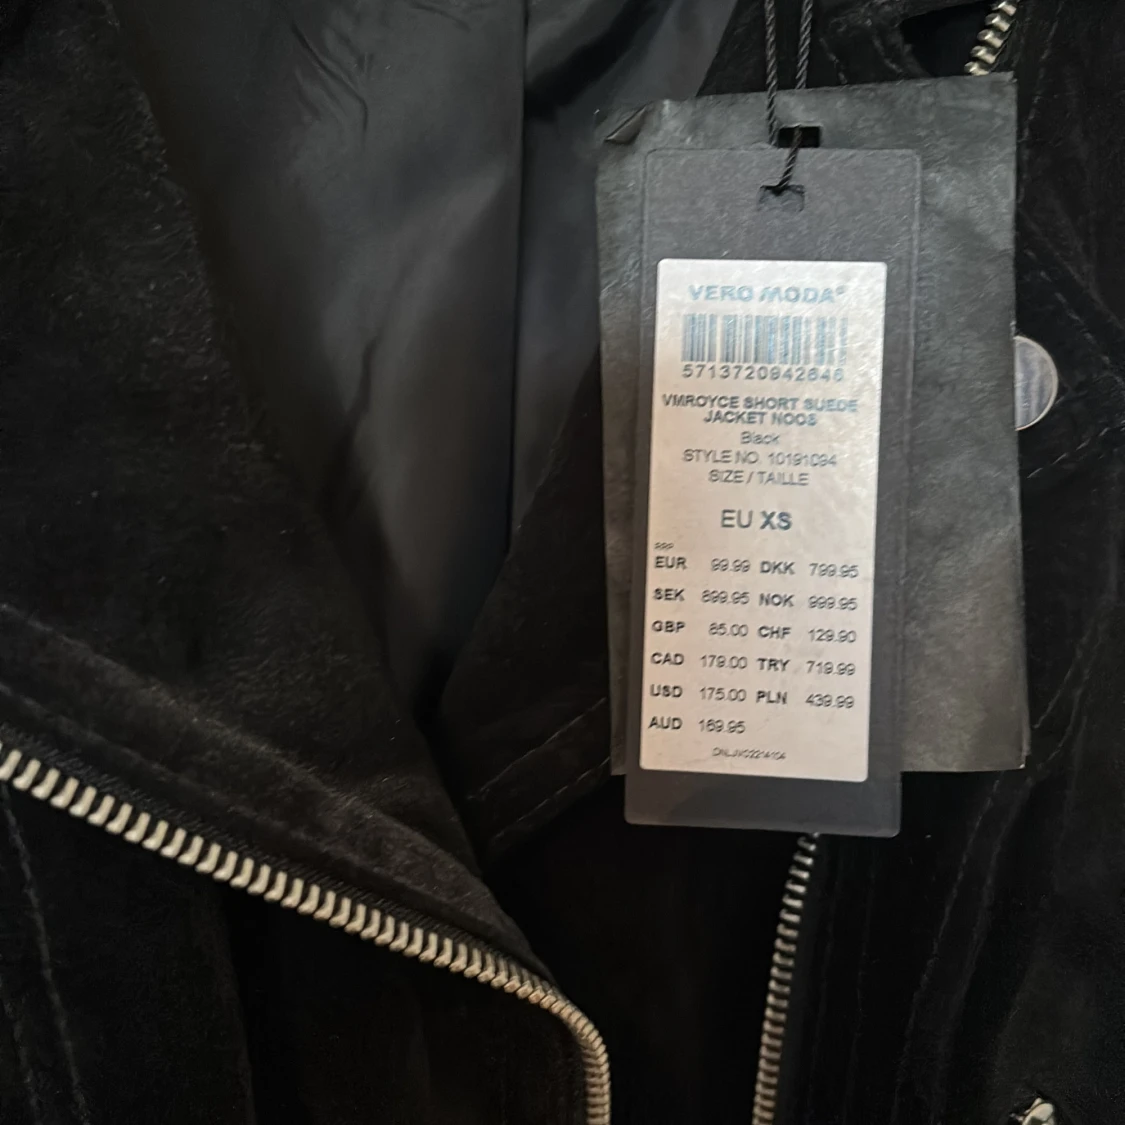 VERO MODA®
5713720942646
VMROYCE SHORT SUEDE
JACKET NOOS
Black
STYLE NO. 10191094
SIZE / TAILLE
EU XS
RRP
EUR 99.99 DKK 799.95
SEK 899.95 NOK 999.95
GBP 85.00 CHF 129.90
CAD 179.00 TRY 719.99
USD 175.00 PLN 439.99
AUD 169.95